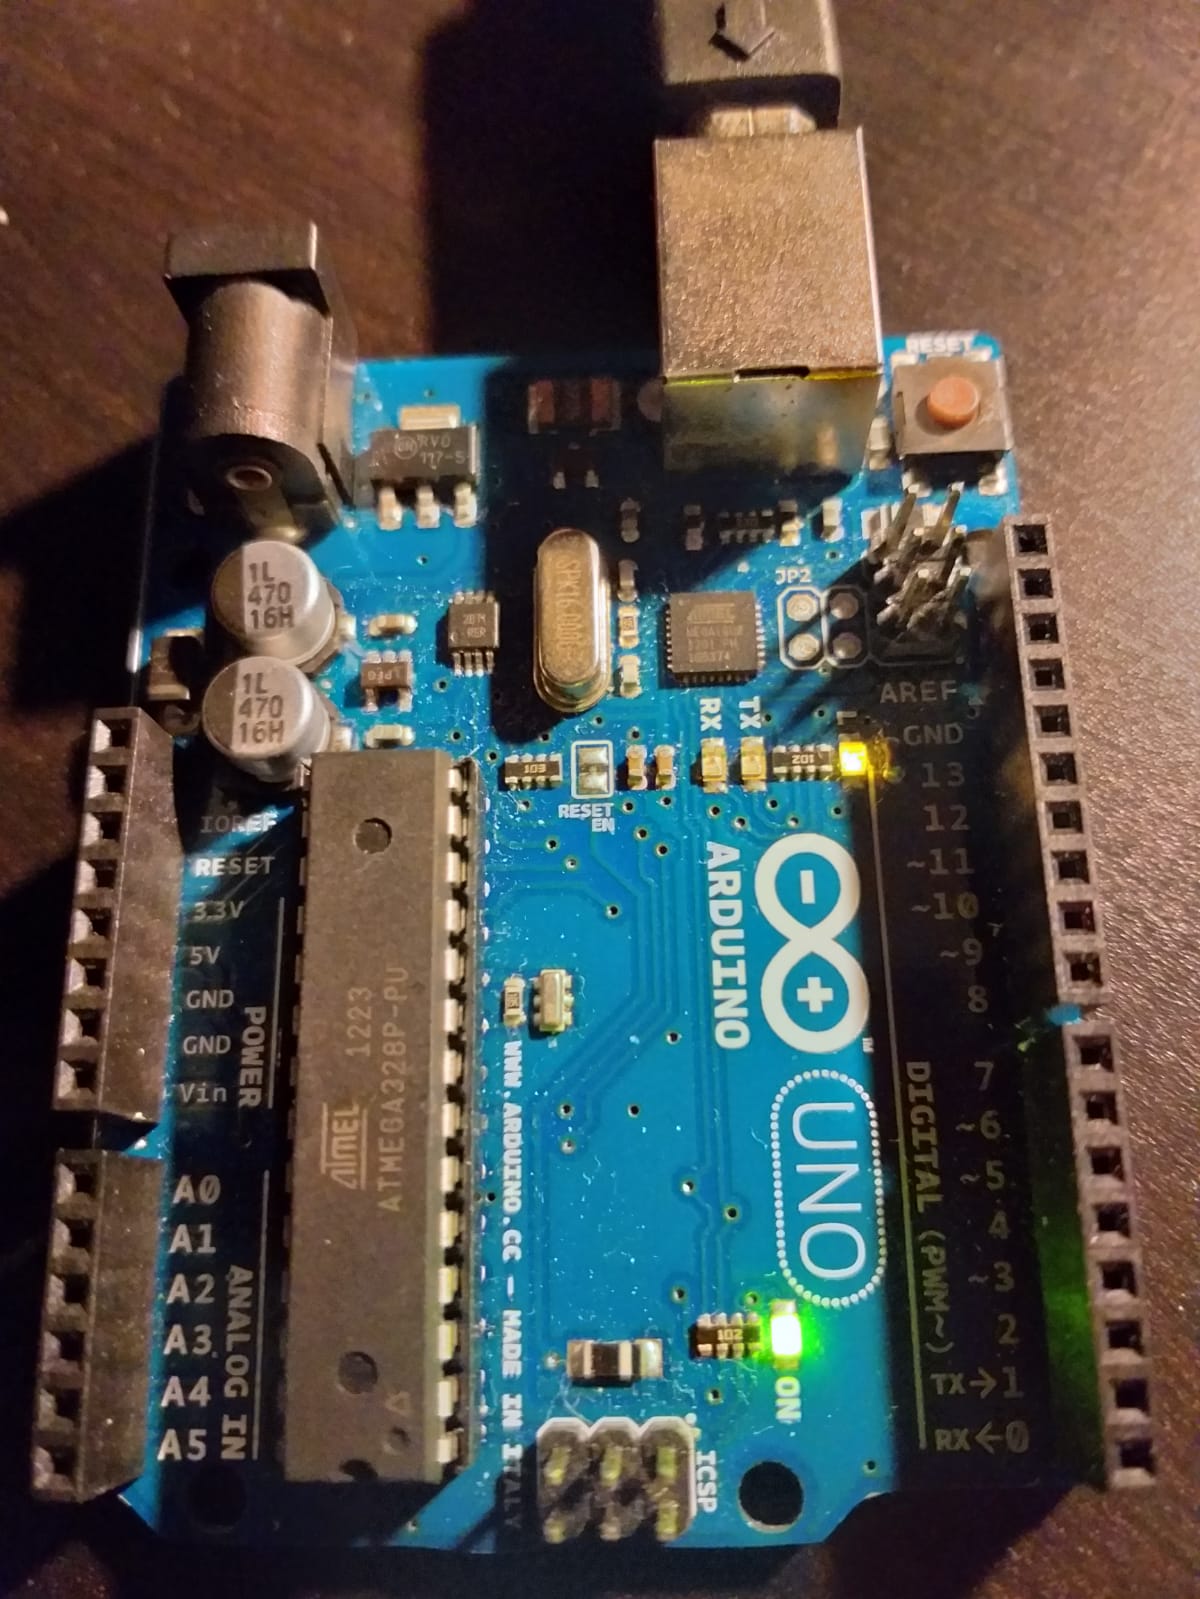 RESET
1L
470
16H
1L
470
16H
JP2
RX
TX
L
103
102
RESET
EN
AREF
GND
13
12
~11
~10
~9
8
7
~6
~5
4
~3
2
TX→1
RX←0
DIGITAL (PWM~)
IOREF
RESET
3.3V
5V
GND
GND
Vin
POWER
A0
A1
A2
A3
A4
A5
ANALOG IN
ATMEL 1223
ATMEGA328P-PU
WWW.ARDUINO.CC - MADE IN ITALY
ARDUINO
TM
UNO
102
ON
ICSP